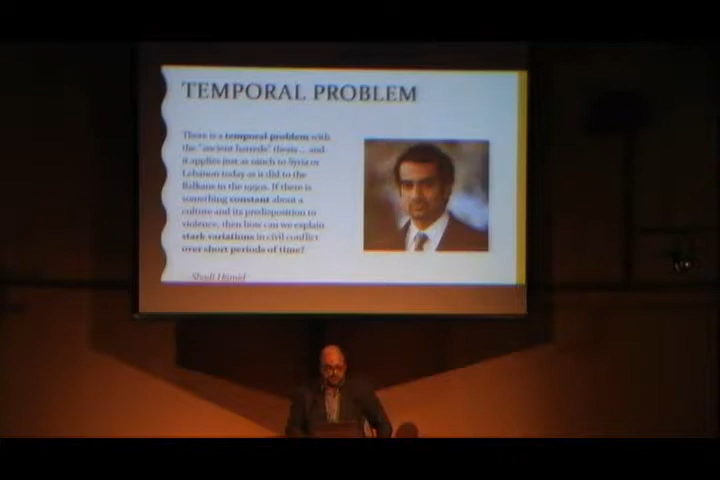 TEMPORAL PROBLEM
There is a temporal problem with
the "ancient hatreds" thesis ... and
it applies just as much to Syria or
Lebanon today as it did to the
Balkans in the 1990s. If there is
something constant about a
culture and its predisposition to
violence, then how can we explain
stark variations in civil conflict
over short periods of time?
—Shadi Hamid